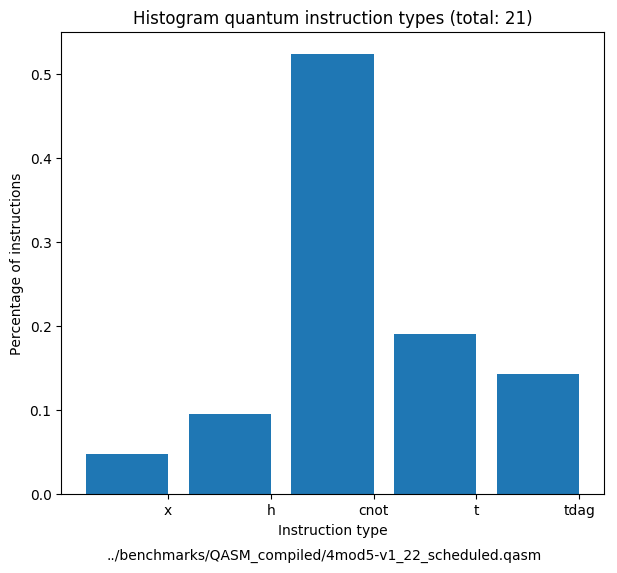 Histogram quantum instruction types (total: 21)
Percentage of instructions
0.5
0.4
0.3
0.2
0.1
0.0
x h cnot t tdag
Instruction type
../benchmarks/QASM_compiled/4mod5-v1_22_scheduled.qasm